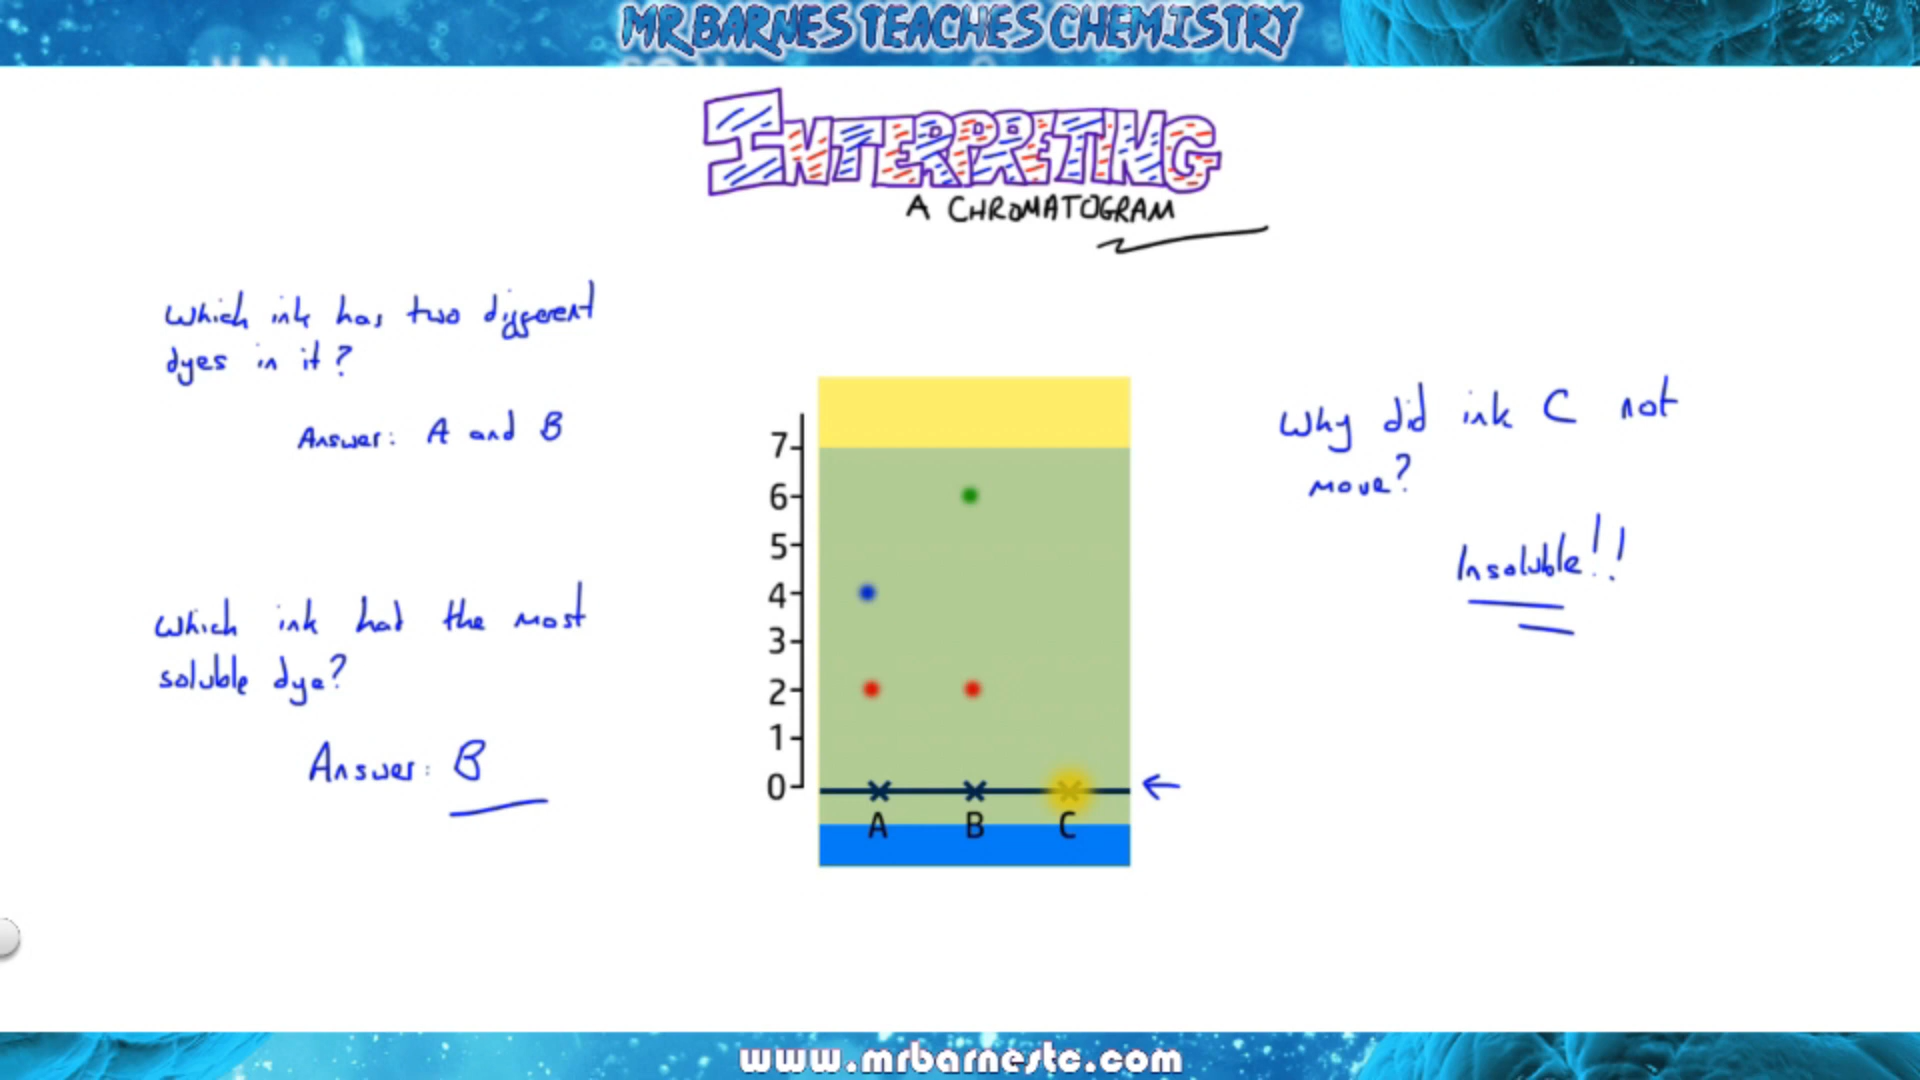 MR BARNES TEACHES CHEMISTRY
INTERPRETING
A CHROMATOGRAM
Which ink has two different
dyes in it?
Answer: A and B
Which ink had the most
soluble dye?
Answer: B
7
6
5
4
3
2
1
0
A B C
Why did ink C not
move?
Insoluble!!
www.mrbarnestc.com